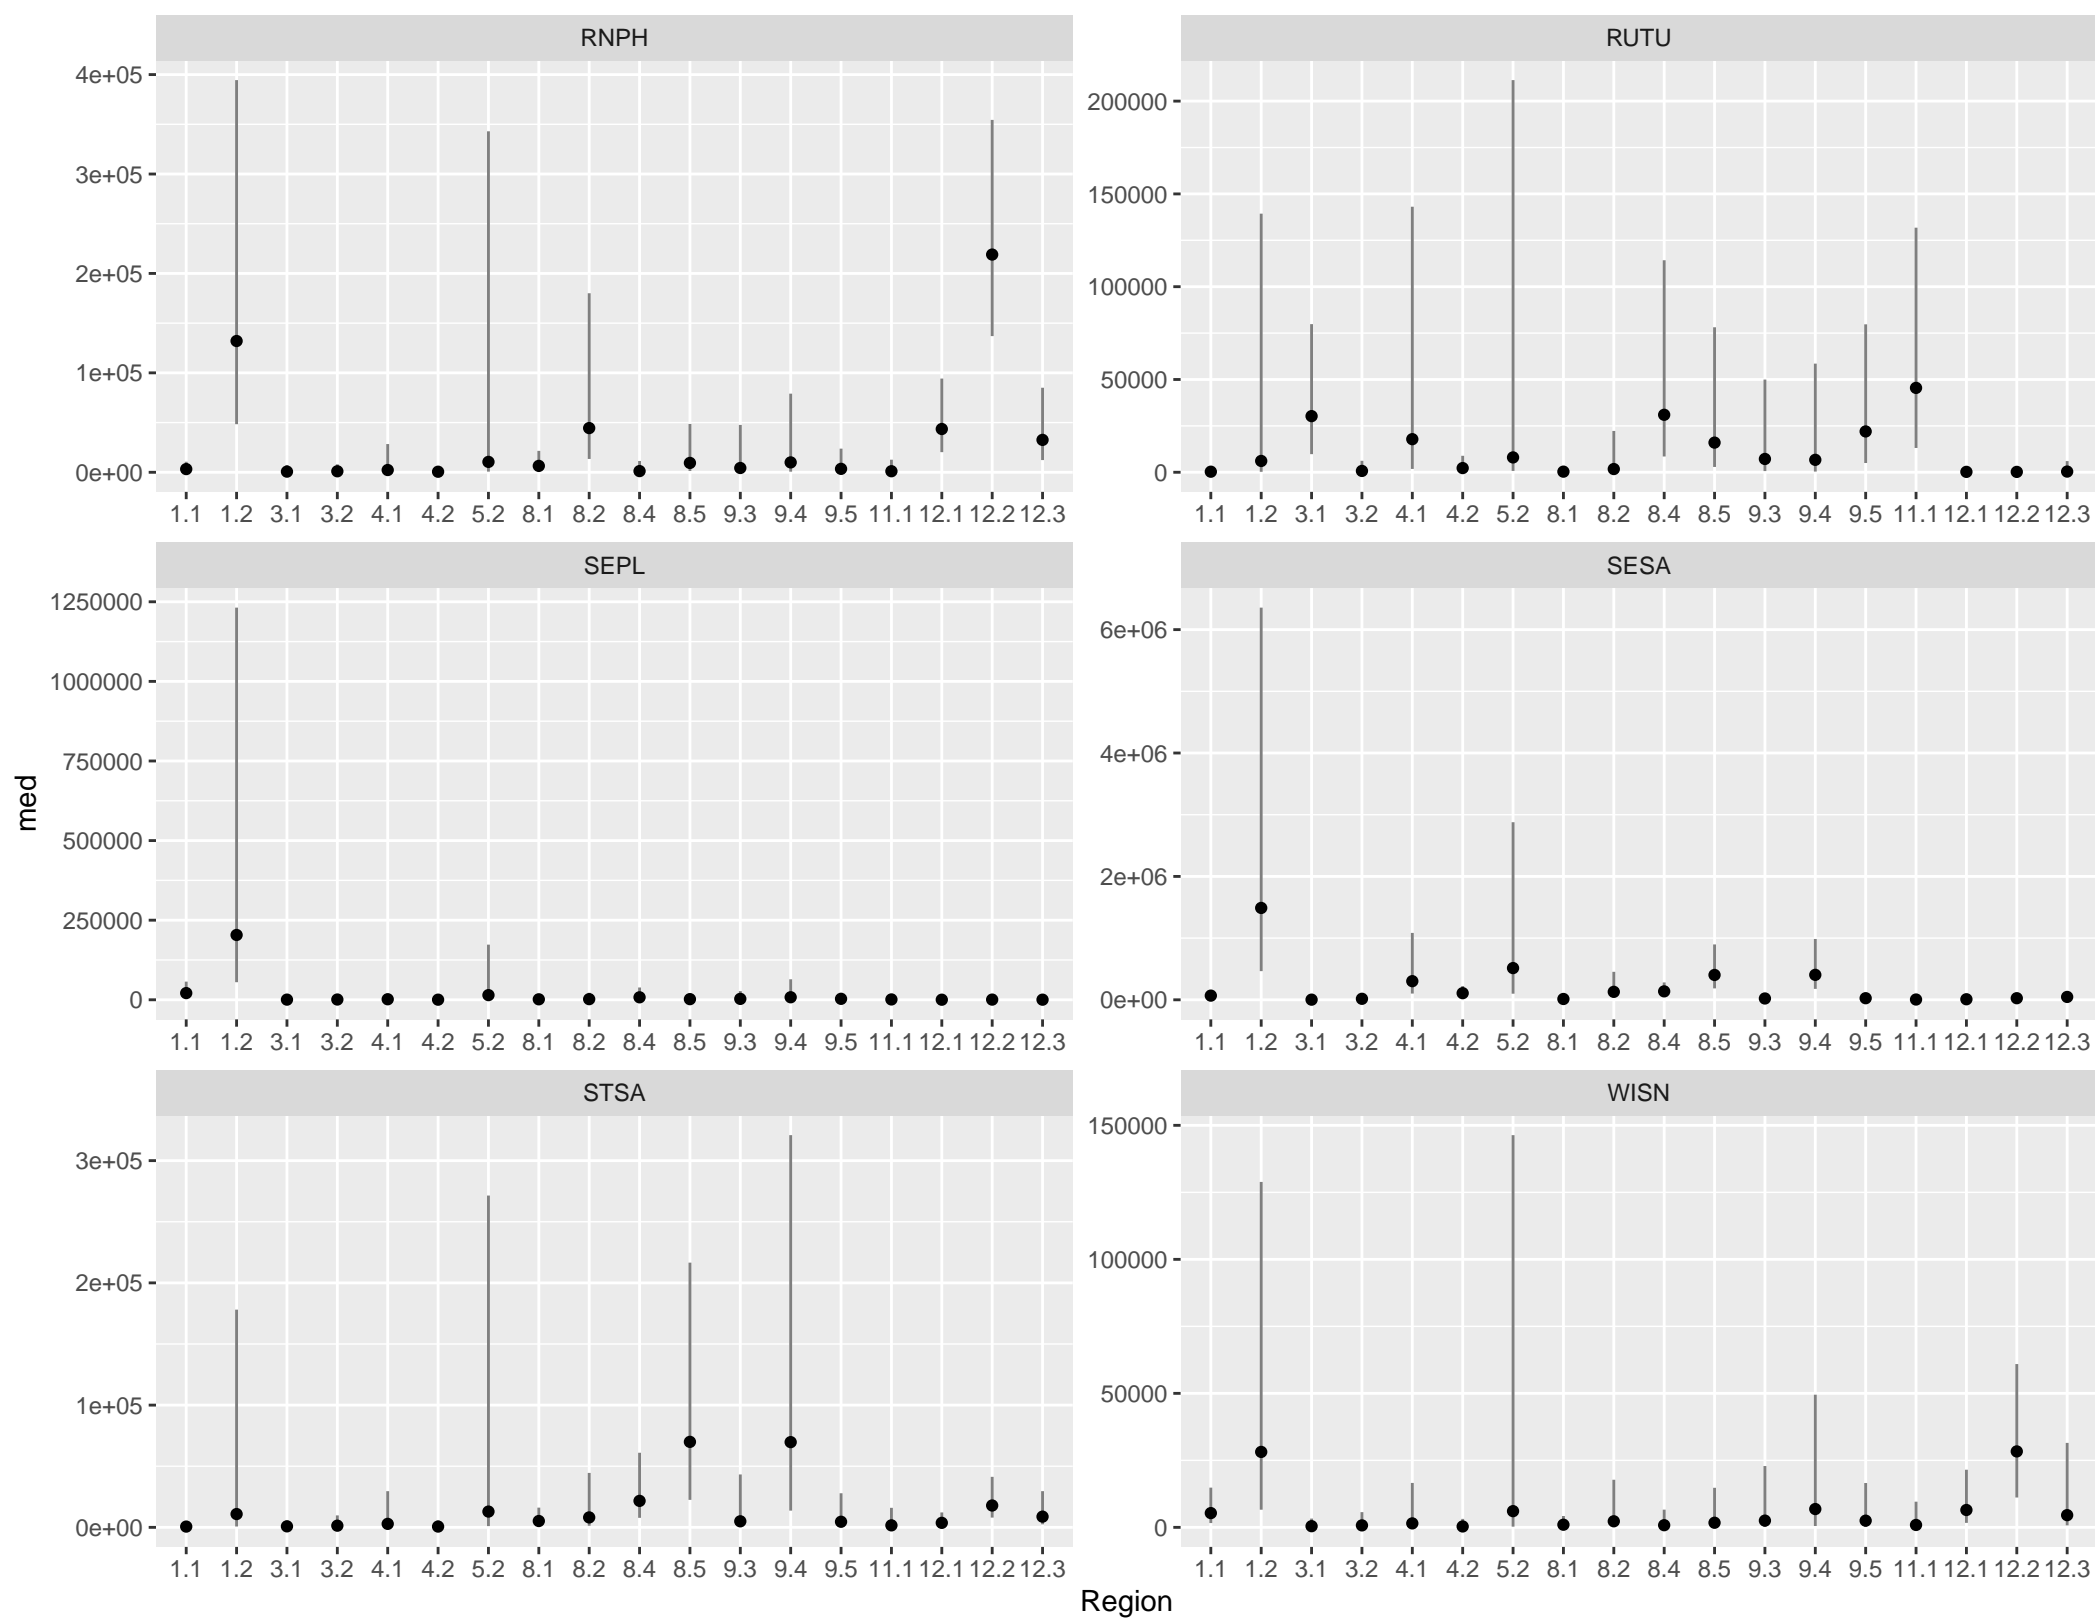 RNPH
4e+05
3e+05
2e+05
1e+05
0e+00
1.1 1.2 3.1 3.2 4.1 4.2 5.2 8.1 8.2 8.4 8.5 9.3 9.4 9.5 11.1 12.1 12.2 12.3
RUTU
200000
150000
100000
50000
0
1.1 1.2 3.1 3.2 4.1 4.2 5.2 8.1 8.2 8.4 8.5 9.3 9.4 9.5 11.1 12.1 12.2 12.3
SEPL
1250000
1000000
750000
500000
250000
0
1.1 1.2 3.1 3.2 4.1 4.2 5.2 8.1 8.2 8.4 8.5 9.3 9.4 9.5 11.1 12.1 12.2 12.3
SESA
6e+06
4e+06
2e+06
0e+00
1.1 1.2 3.1 3.2 4.1 4.2 5.2 8.1 8.2 8.4 8.5 9.3 9.4 9.5 11.1 12.1 12.2 12.3
med
STSA
3e+05
2e+05
1e+05
0e+00
1.1 1.2 3.1 3.2 4.1 4.2 5.2 8.1 8.2 8.4 8.5 9.3 9.4 9.5 11.1 12.1 12.2 12.3
WISN
150000
100000
50000
0
1.1 1.2 3.1 3.2 4.1 4.2 5.2 8.1 8.2 8.4 8.5 9.3 9.4 9.5 11.1 12.1 12.2 12.3
Region